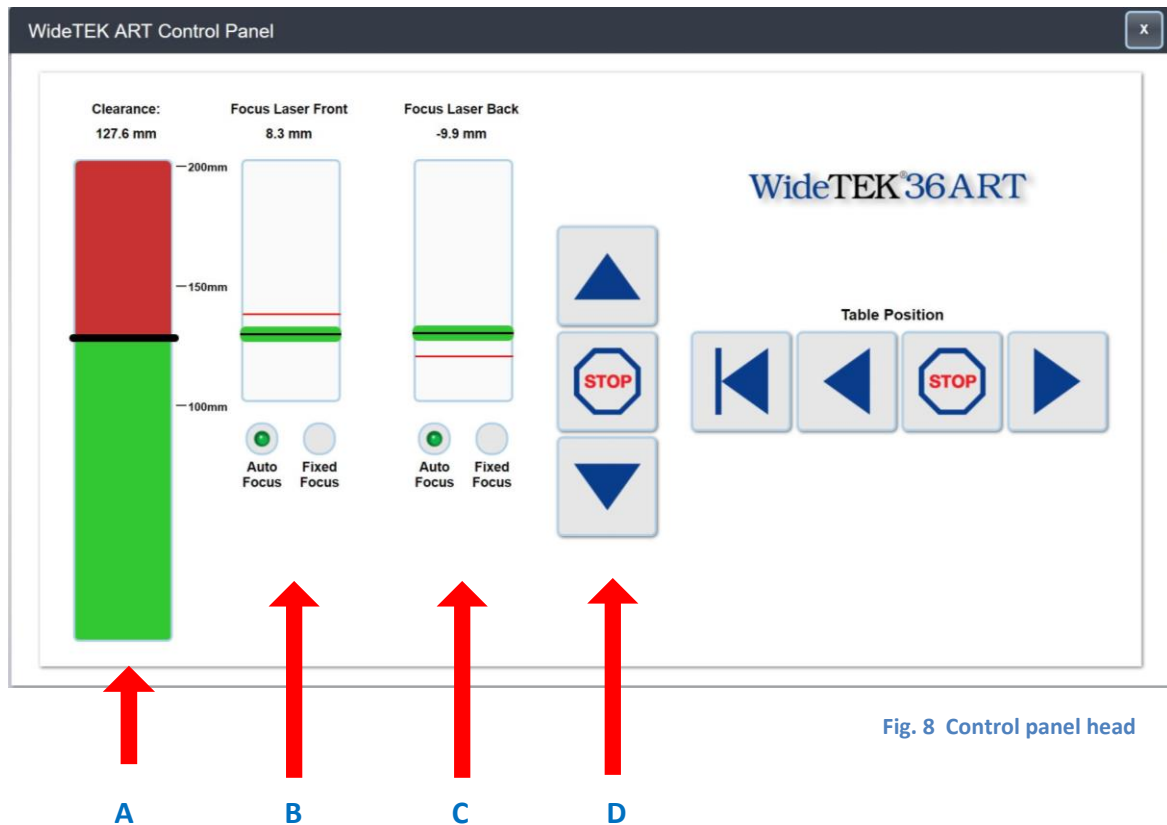 WideTEK ART Control Panel
x
Clearance:
127.6 mm
Focus Laser Front
8.3 mm
Focus Laser Back
-9.9 mm
200mm
150mm
100mm
Auto
Focus
Fixed
Focus
Auto
Focus
Fixed
Focus
STOP
WideTEK®36ART
Table Position
STOP
Fig. 8 Control panel head
A
B
C
D